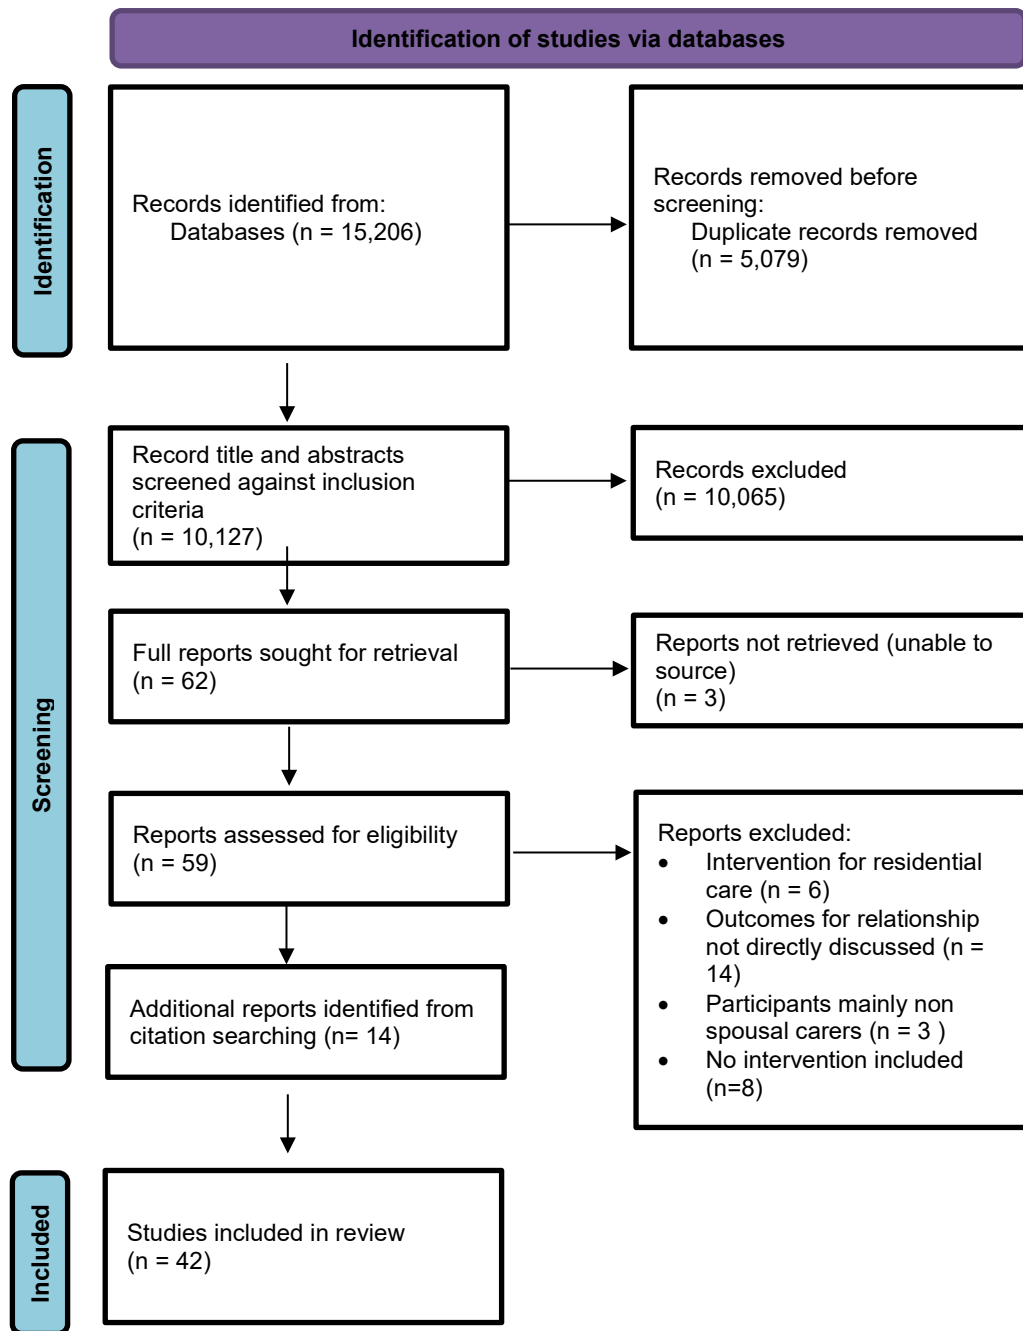 Identification of studies via databases
Identification
Records identified from:
Databases (n = 15,206)
Records removed before
screening:
Duplicate records removed
(n = 5,079)
Screening
Record title and abstracts
screened against inclusion
criteria
(n = 10,127)
Records excluded
(n = 10,065)
Full reports sought for retrieval
(n = 62)
Reports not retrieved (unable to
source)
(n = 3)
Reports assessed for eligibility
(n = 59)
Reports excluded:
• Intervention for residential
care (n = 6)
• Outcomes for relationship
not directly discussed (n =
14)
• Participants mainly non
spousal carers (n = 3 )
• No intervention included
(n=8)
Additional reports identified from
citation searching (n= 14)
Included
Studies included in review
(n = 42)